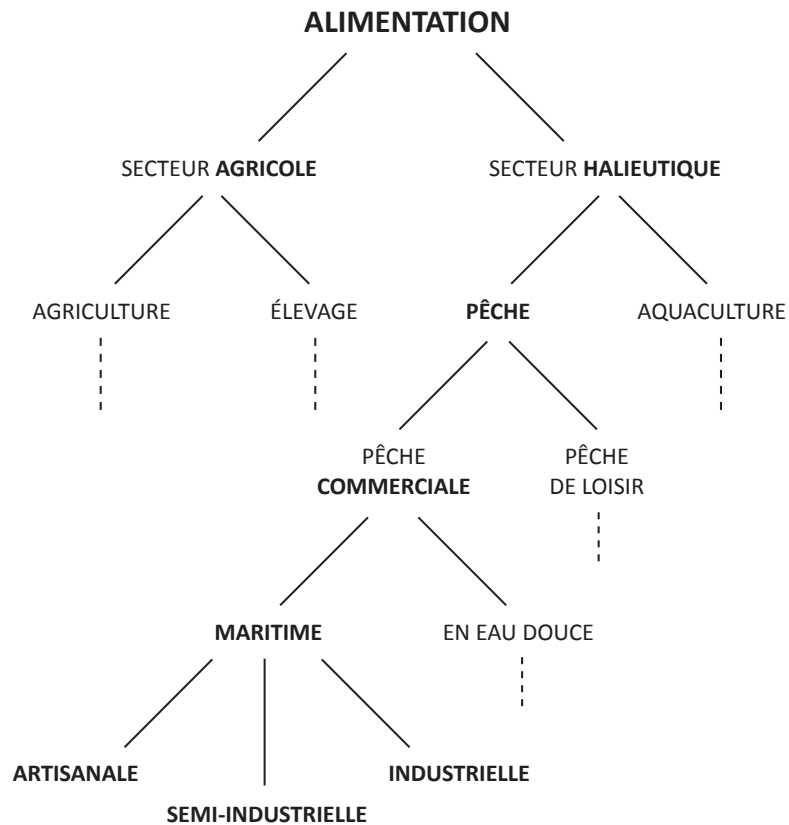 ALIMENTATION
SECTEUR AGRICOLE
SECTEUR HALIEUTIQUE
AGRICULTURE
ÉLEVAGE
PÊCHE
AQUACULTURE
PÊCHE
COMMERCIALE
PÊCHE
DE LOISIR
MARITIME
EN EAU DOUCE
ARTISANALE
INDUSTRIELLE
SEMI-INDUSTRIELLE